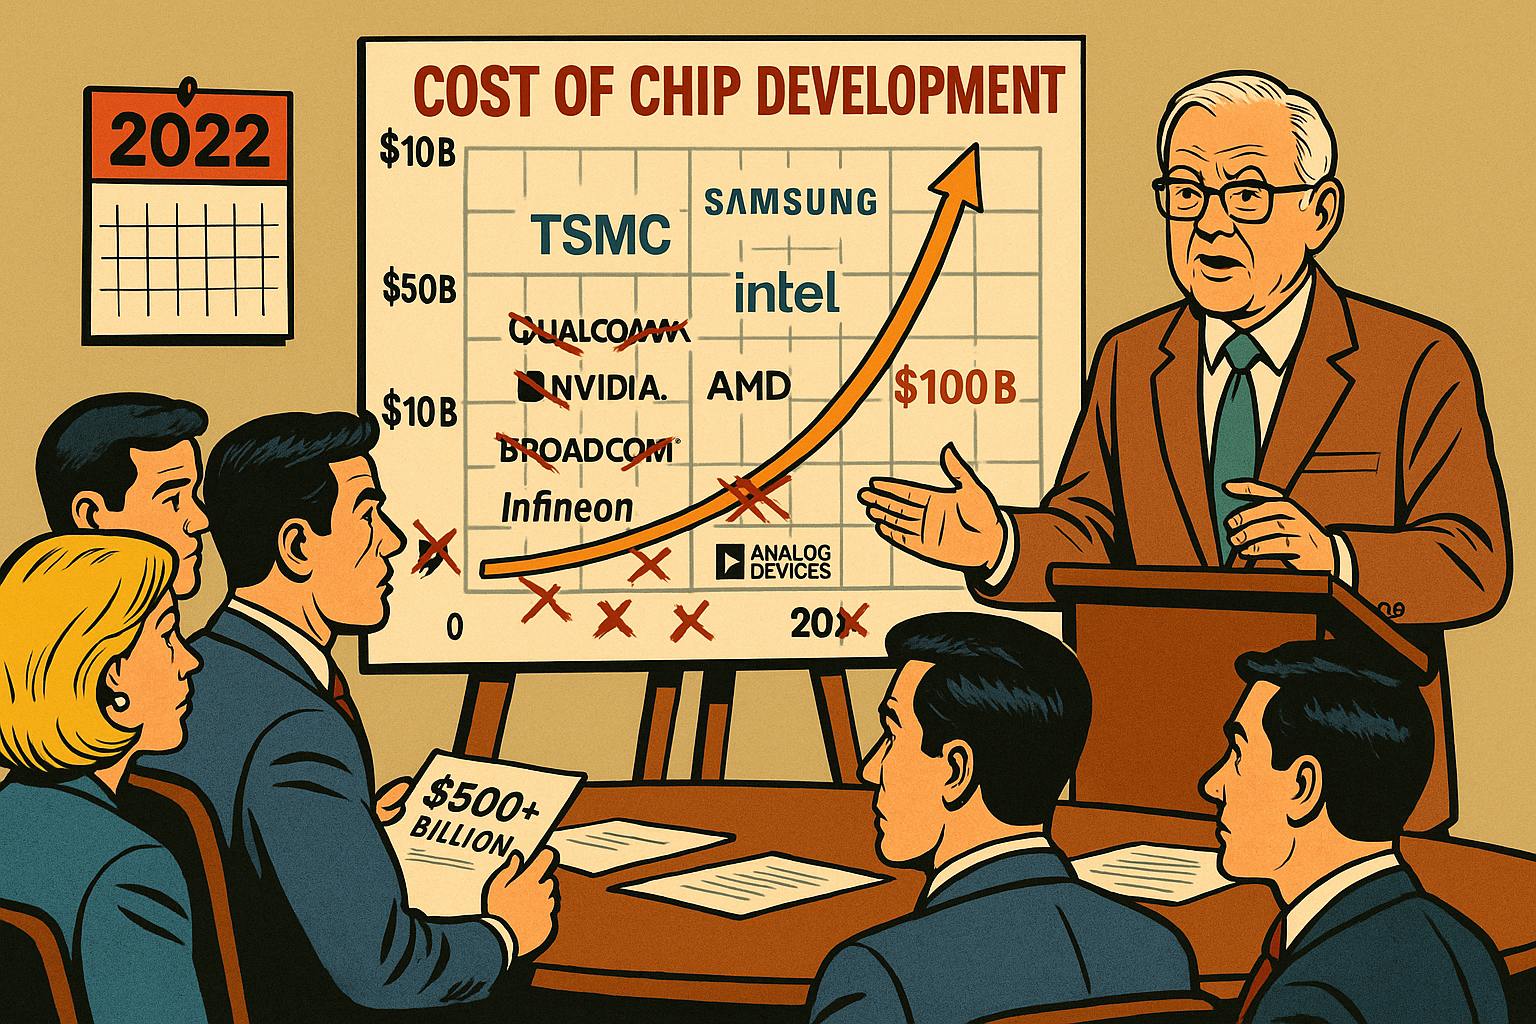 2022
COST OF CHIP DEVELOPMENT
$10B
SAMSUNG
TSMC
$50B
intel
QUALCOMM
NVIDIA.
AMD
$100B
$10B
BROADCOM®
Infineon
ANALOG
DEVICES
0
20
$500+
BILLION